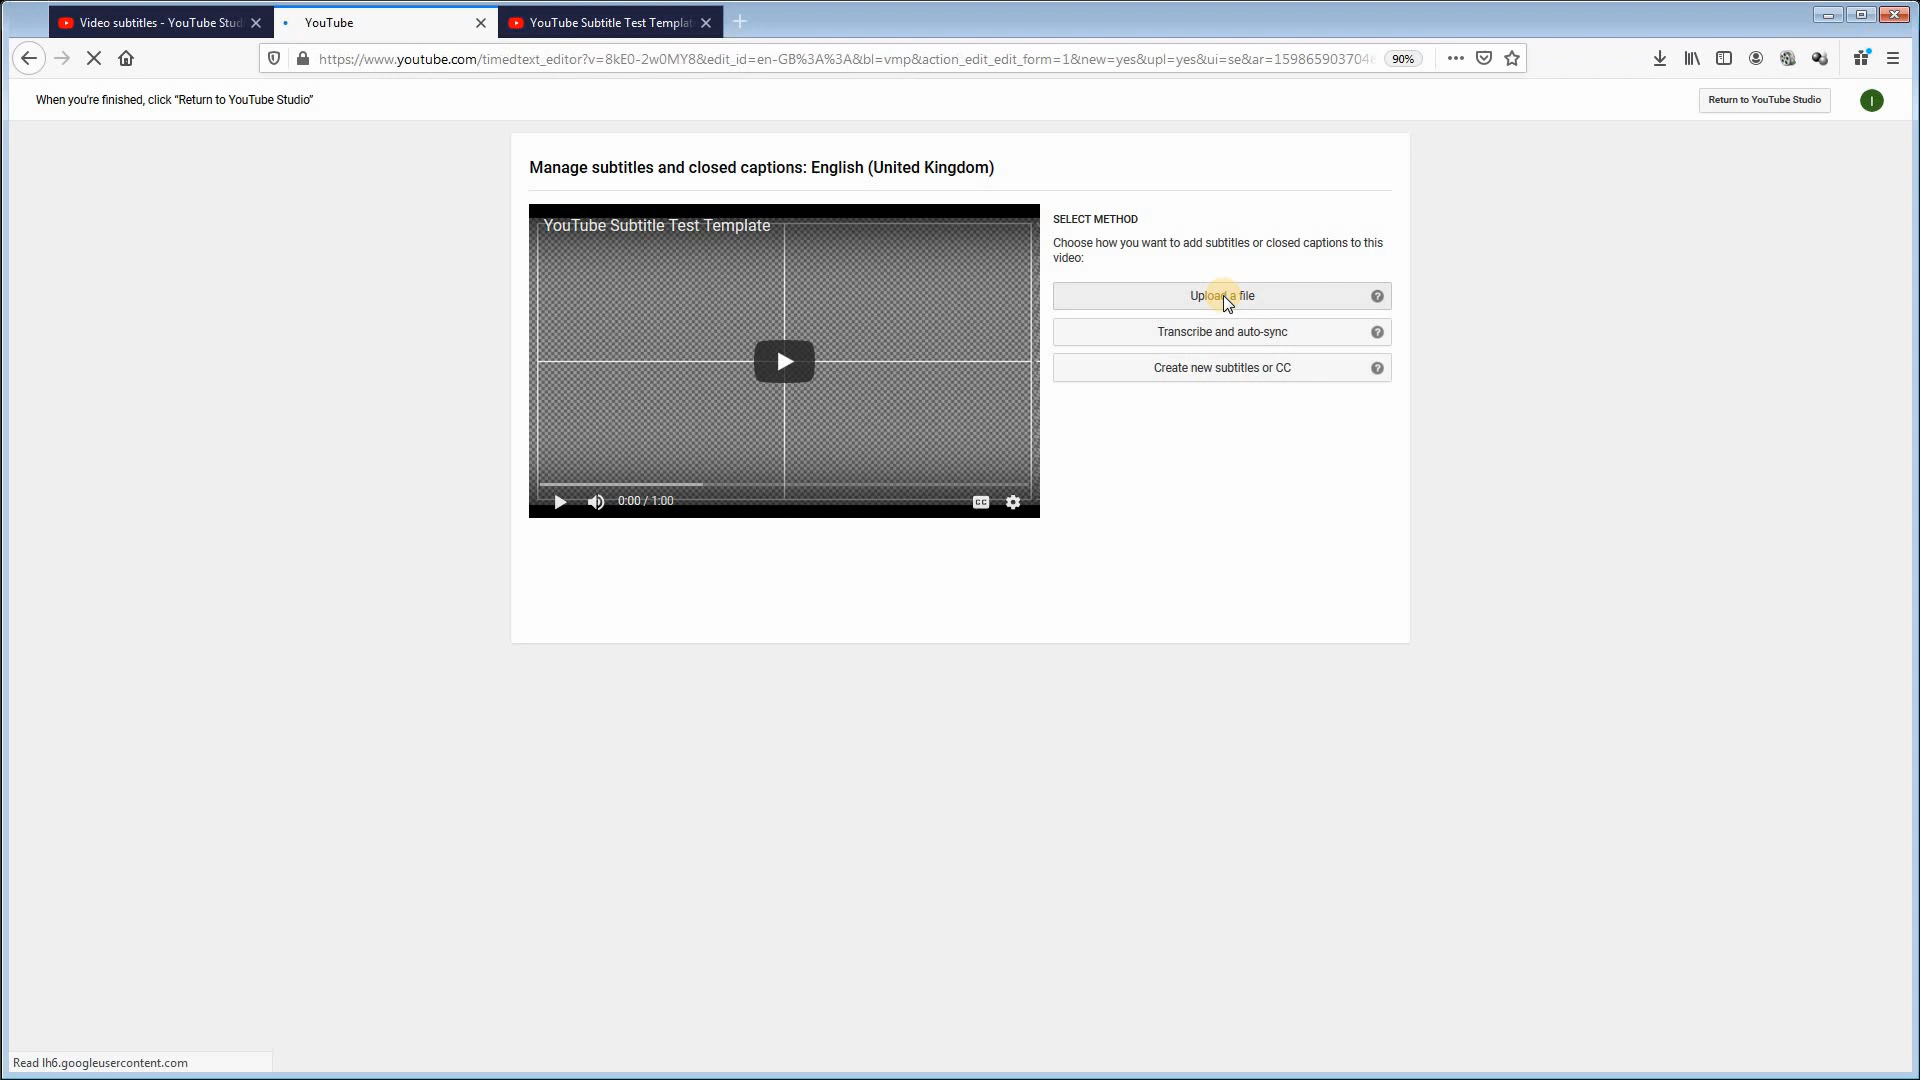 Video subtitles - YouTube Stud
YouTube
YouTube Subtitle Test Templat
https://www.youtube.com/timedtext_editor?v=8kE0-2w0MY8&edit_id=en-GB%3A%3A&bl=vmp&action_edit_edit_form=1&new=yes&upl=yes&ui=se&ar=159865903704
90%
When you're finished, click “Return to YouTube Studio”
Return to YouTube Studio
I
Manage subtitles and closed captions: English (United Kingdom)
YouTube Subtitle Test Template
0:00 / 1:00
CC
SELECT METHOD
Choose how you want to add subtitles or closed captions to this
video:
Upload a file
?
Transcribe and auto-sync
?
Create new subtitles or CC
?
Read lh6.googleusercontent.com